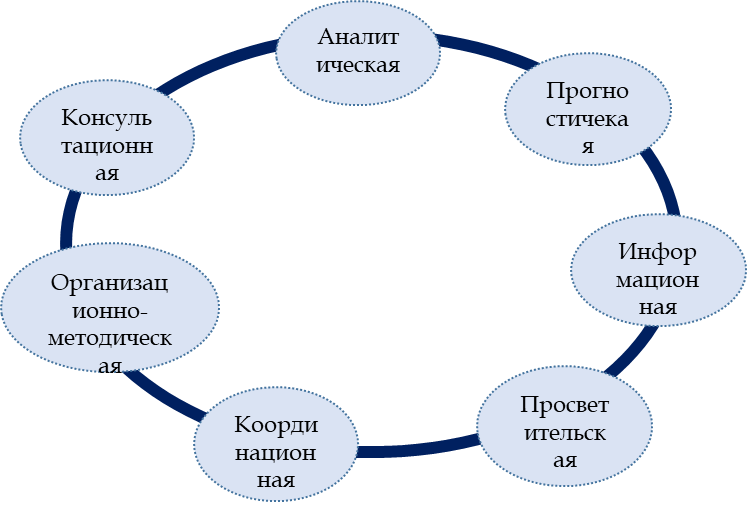 Аналит
ическая
Прогно
стичека
я
Инфор
мацион
ная
Просвет
ительск
ая
Коорди
национ
ная
Организац
ионно-
методическ
ая
Консуль
тационн
ая